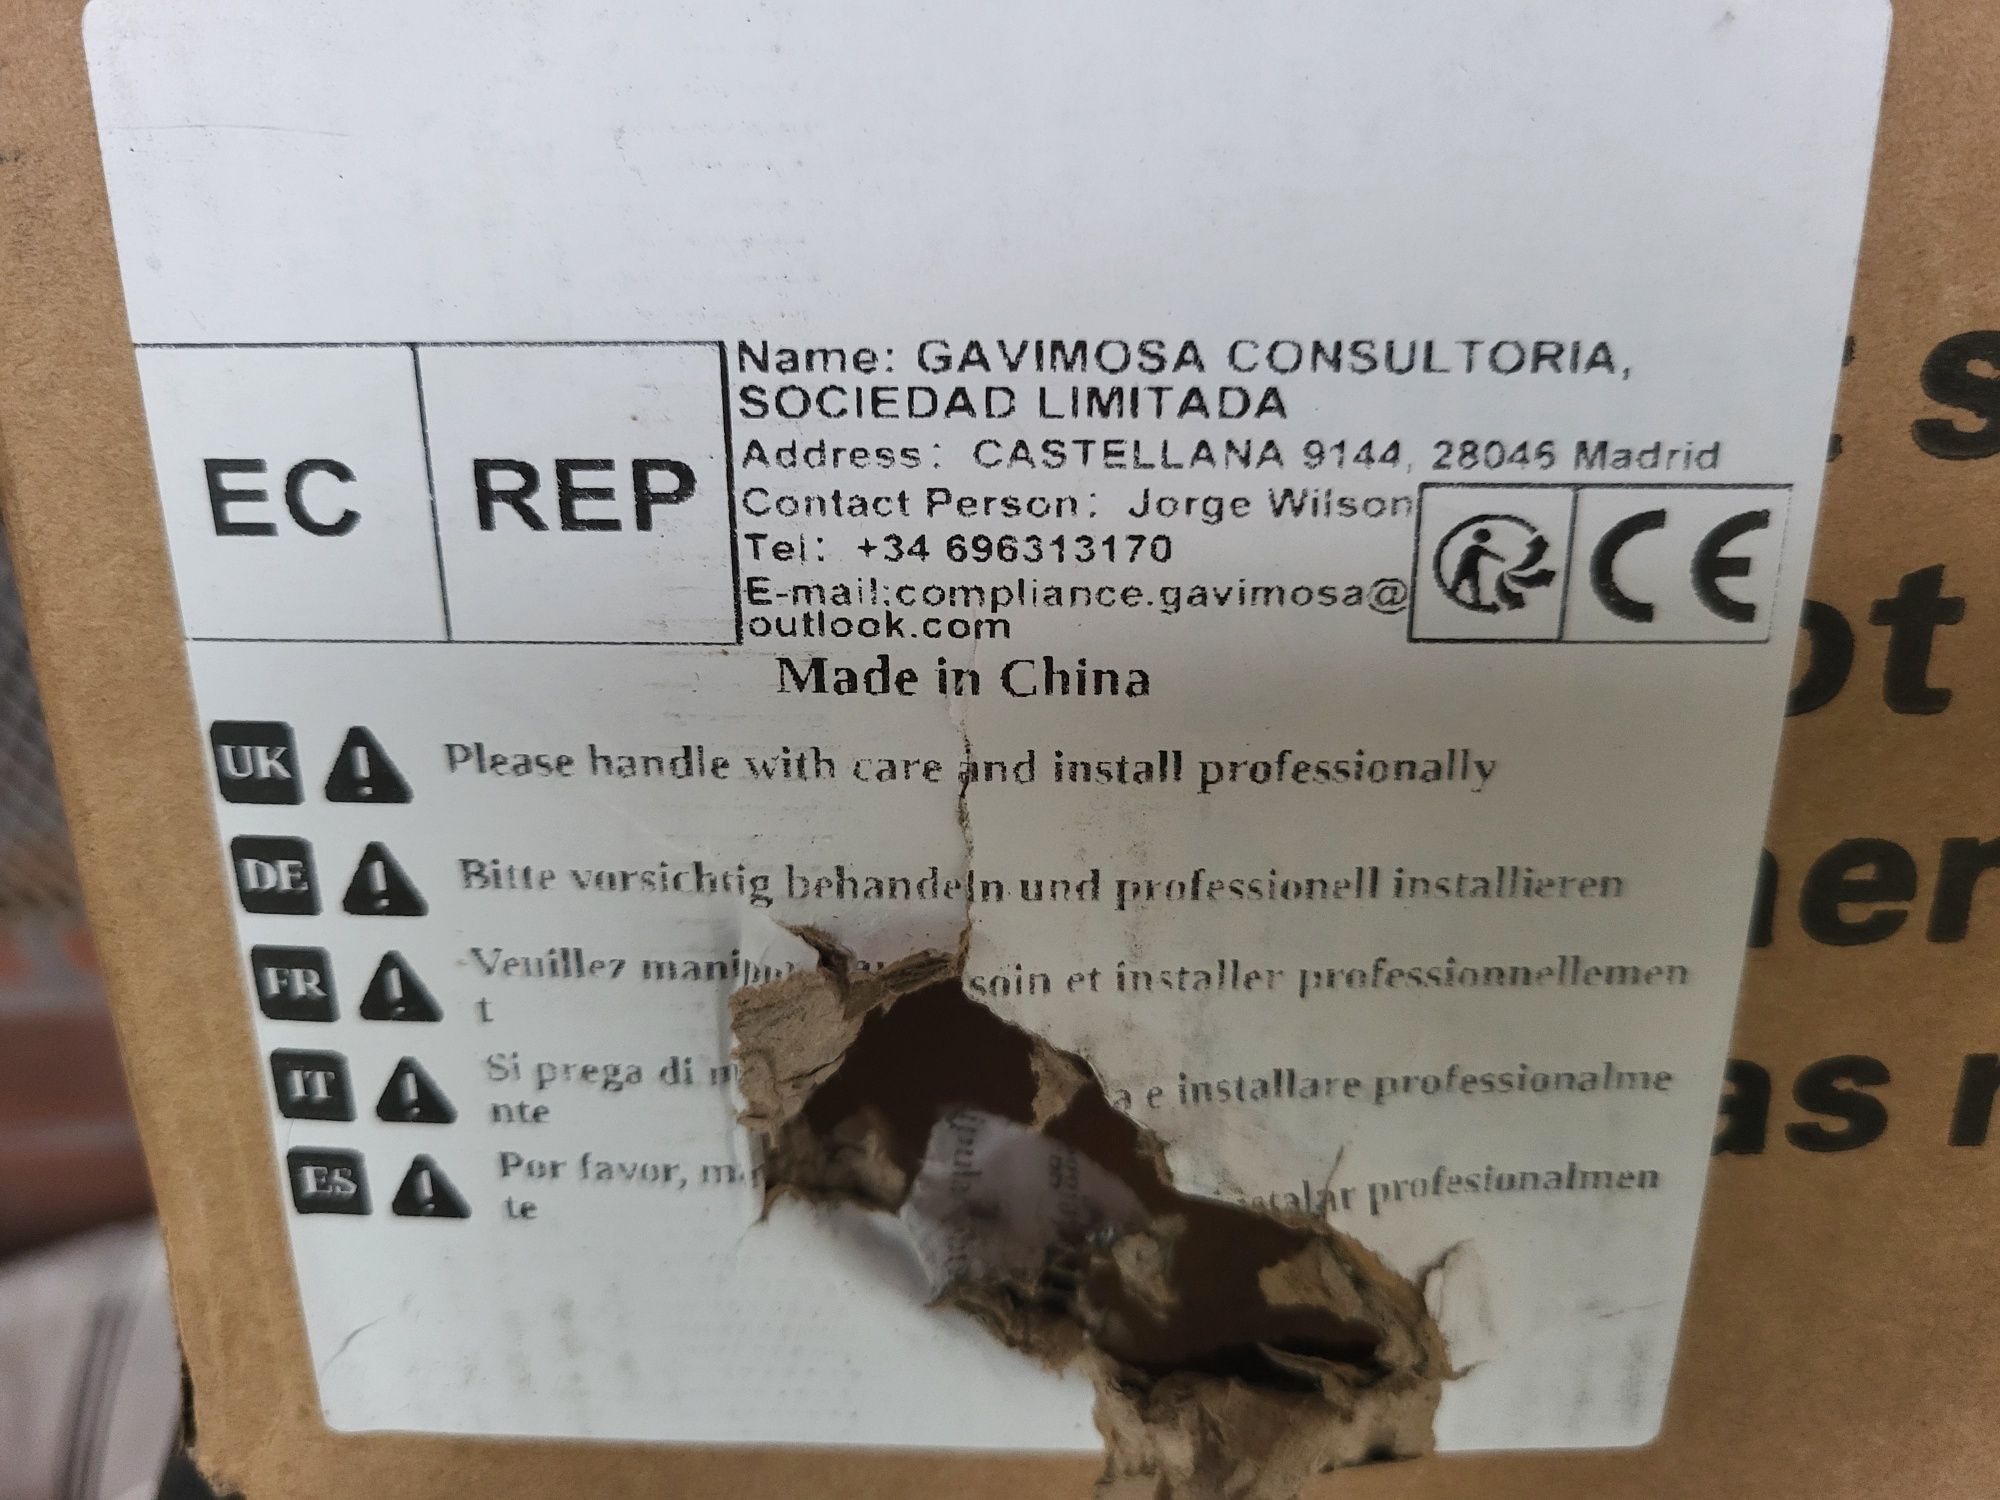 Name: GAVIMOSA CONSULTORIA,
SOCIEDAD LIMITADA
EC REP
Address: CASTELLANA 9144, 28046 Madrid
Contact Person: Jorge Wilson
Tel: +34 696313170
E-mail:compliance.gavimosa@
outlook.com
CE
Made in China
UK Please handle with care and install professionally
DE Bitte vorsichtig behandeln und professionell installieren
FR Veuillez soin et installer professionnellemen
t
IT Si prega di e installare professionalme
nte
ES Por favor, instalar profesionalmen
te